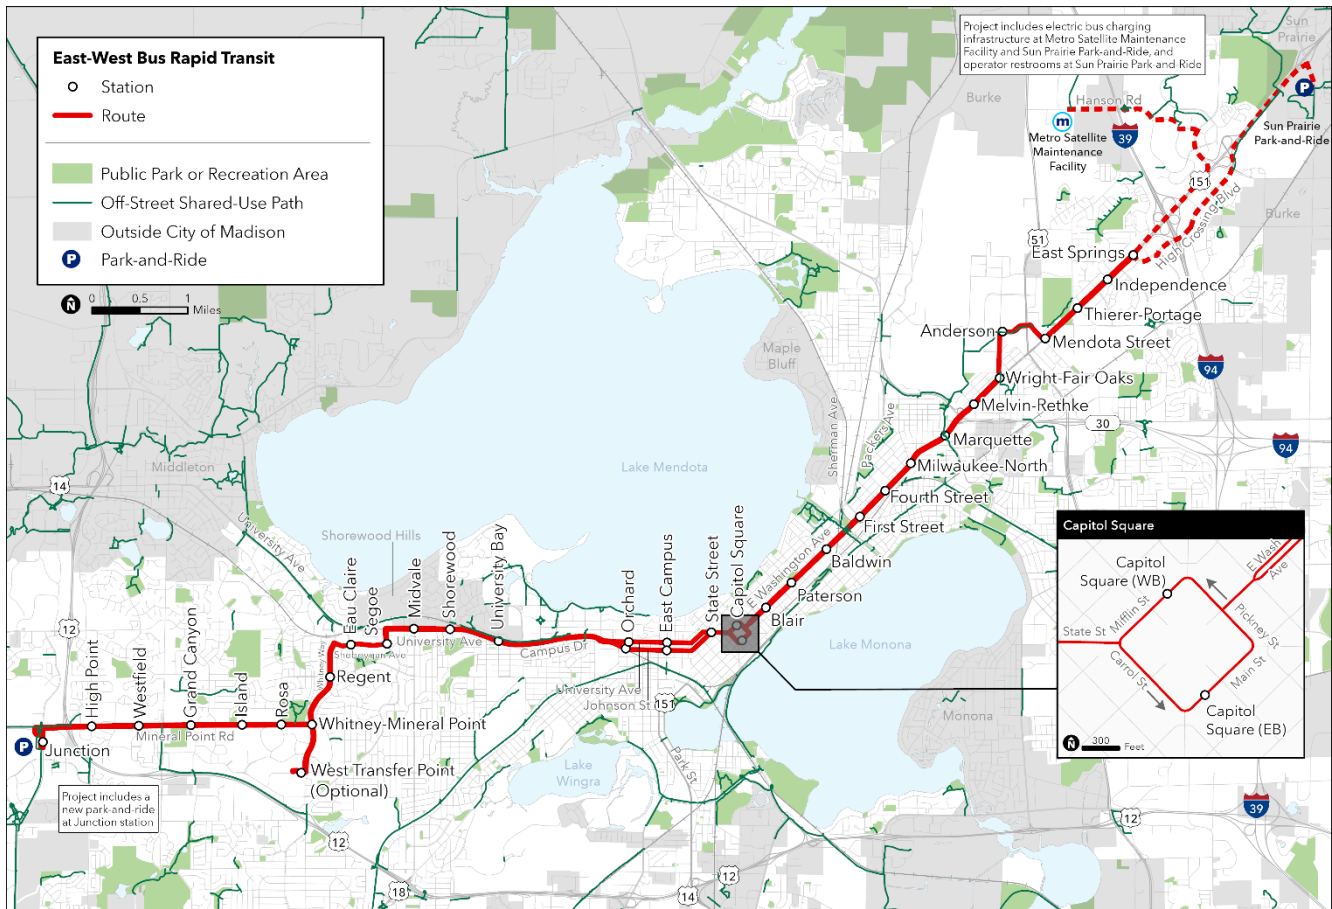 East-West Bus Rapid Transit
Station
Route
Public Park or Recreation Area
Off-Street Shared-Use Path
Outside City of Madison
Park-and-Ride
P
N
0 0.5 1
Miles
Project includes electric bus charging
infrastructure at Metro Satellite Maintenance
Facility and Sun Prairie Park-and-Ride, and
operator restrooms at Sun Prairie Park-and-Ride
Sun
Prairie
P
Sun Prairie
Park-and-Ride
Burke
Hanson Rd
m
Metro Satellite
Maintenance
Facility
39
151
High Crossing Blvd
Burke
51
East Springs
Independence
Thierer-Portage
Anderson
Mendota Street
Maple
Bluff
94
Wright-Fair Oaks
Melvin-Rethke
30
Sherman Ave
Packers Ave
Marquette
94
Milwaukee-North
Fourth Street
First Street
Lake Mendota
Middleton
14
University Ave
Shorewood Hills
E Washington Ave
Baldwin
Paterson
Blair
Lake Monona
Capitol Square
State Street
East Campus
Orchard
University Bay
Shorewood
Midvale
Segoe
Eau Claire
University Ave
Sheboygan Ave
Campus Dr
Whitney Way
Regent
12
High Point
Westfield
Grand Canyon
Island
Rosa
Whitney-Mineral Point
Mineral Point Rd
P
Junction
West Transfer Point
(Optional)
Project includes a
new park-and-ride
at Junction station
University Ave
Johnson St
151
Park St
Lake
Wingra
Monona
12
18
12
14
12
39
Capitol Square
Capitol
Square (WB)
E Wash
Ave
Mifflin St
Pickney St
State St
Carrol St
Main St
Capitol
Square (EB)
N
300
Feet